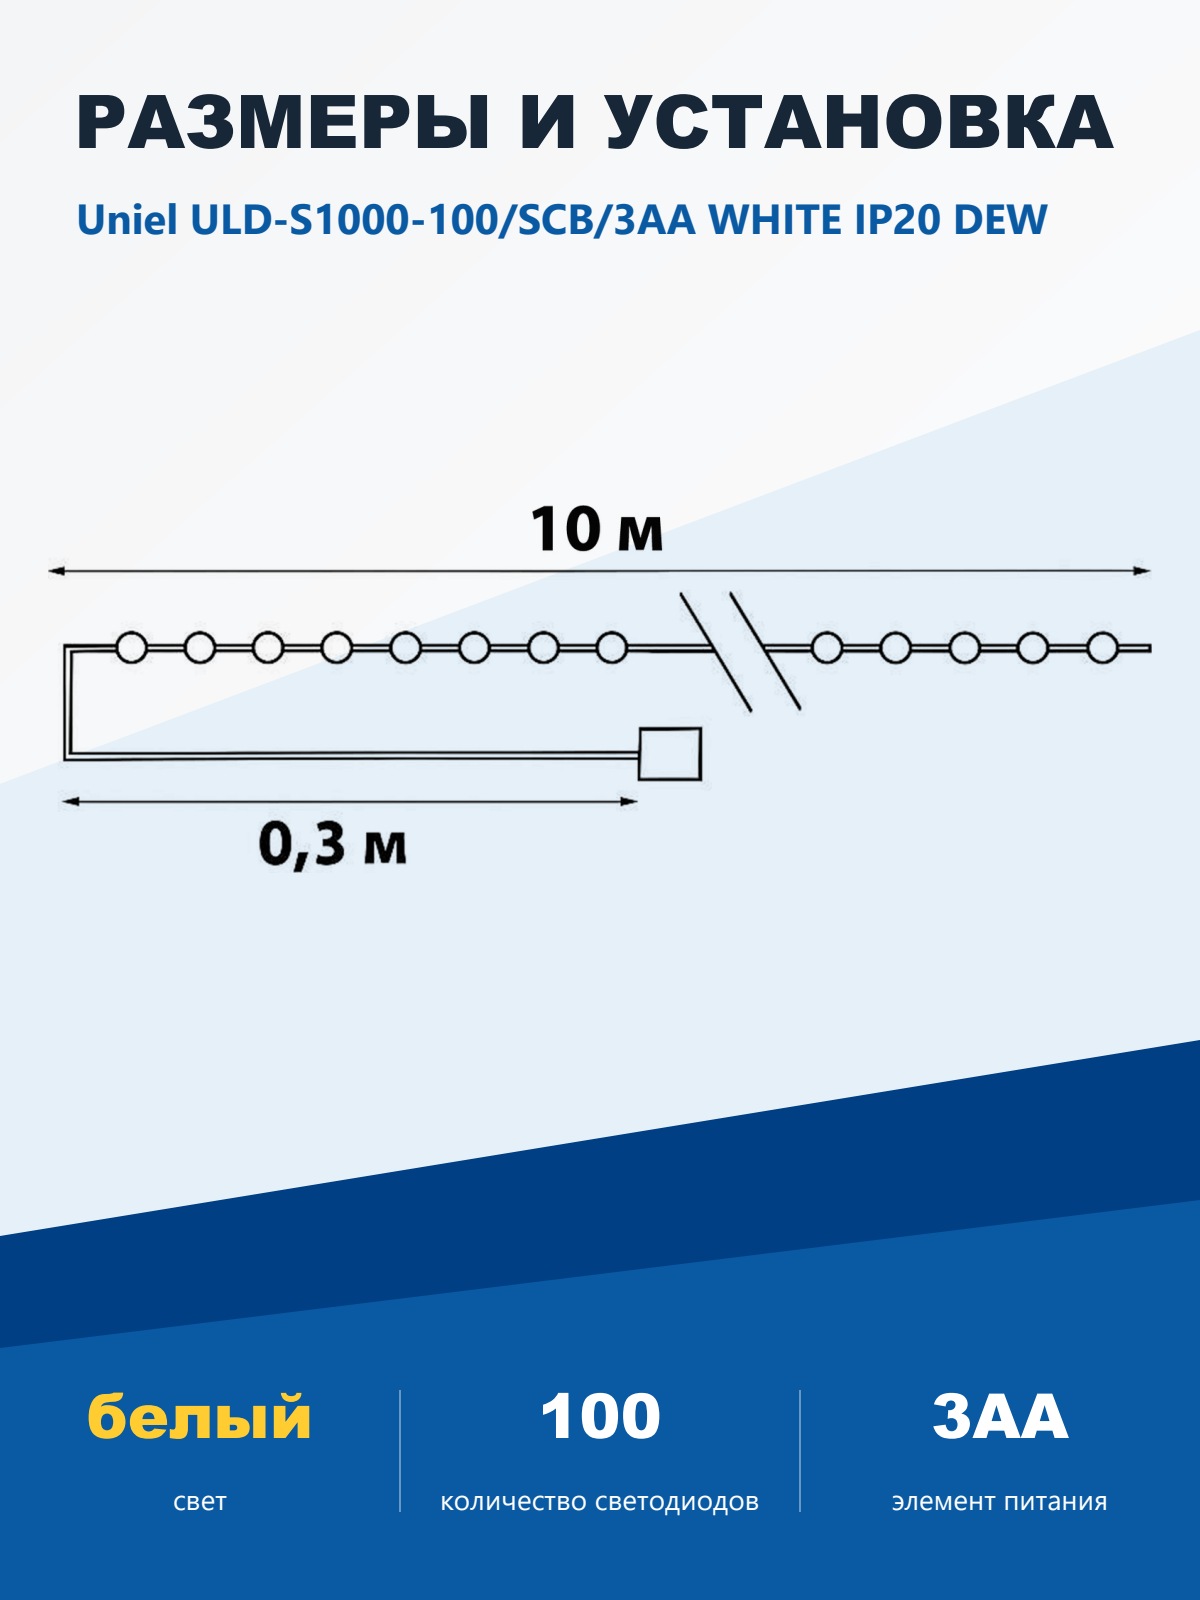 РАЗМЕРЫ И УСТАНОВКА
Uniel ULD-S1000-100/SCB/3AA WHITE IP20 DEW
10 м
0,3 м
белый
свет
100
количество светодиодов
3АА
элемент питания